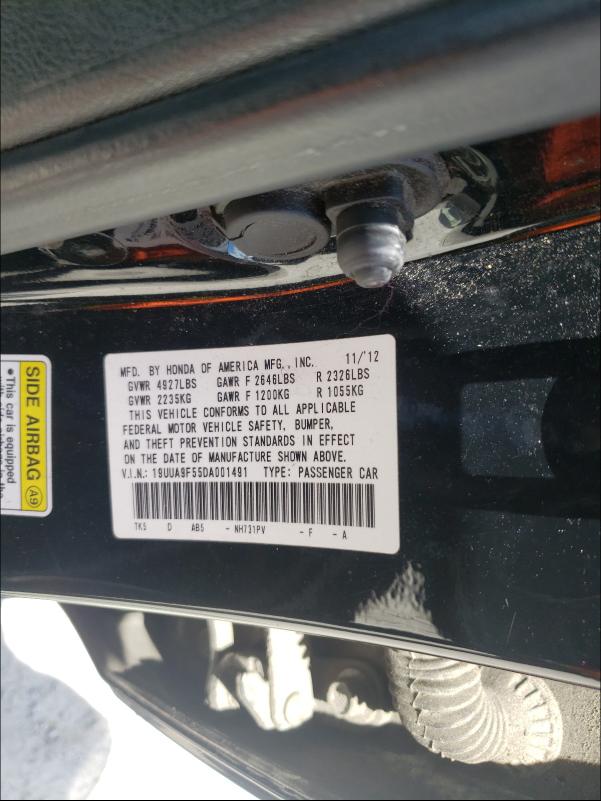 MFD. BY HONDA OF AMERICA MFG., INC. 11/'12
GVWR 4927LBS GAWR F 2646LBS R 2326LBS
GVWR 2235KG GAWR F 1200KG R 1055KG
THIS VEHICLE CONFORMS TO ALL APPLICABLE
FEDERAL MOTOR VEHICLE SAFETY, BUMPER,
AND THEFT PREVENTION STANDARDS IN EFFECT
ON THE DATE OF MANUFACTURE SHOWN ABOVE.
V.I.N.: 19UUA9F55DA001491 TYPE: PASSENGER CAR
TK5 D AB5 - NH731PV - F - A
SIDE AIRBAG A9
•This car is equipped